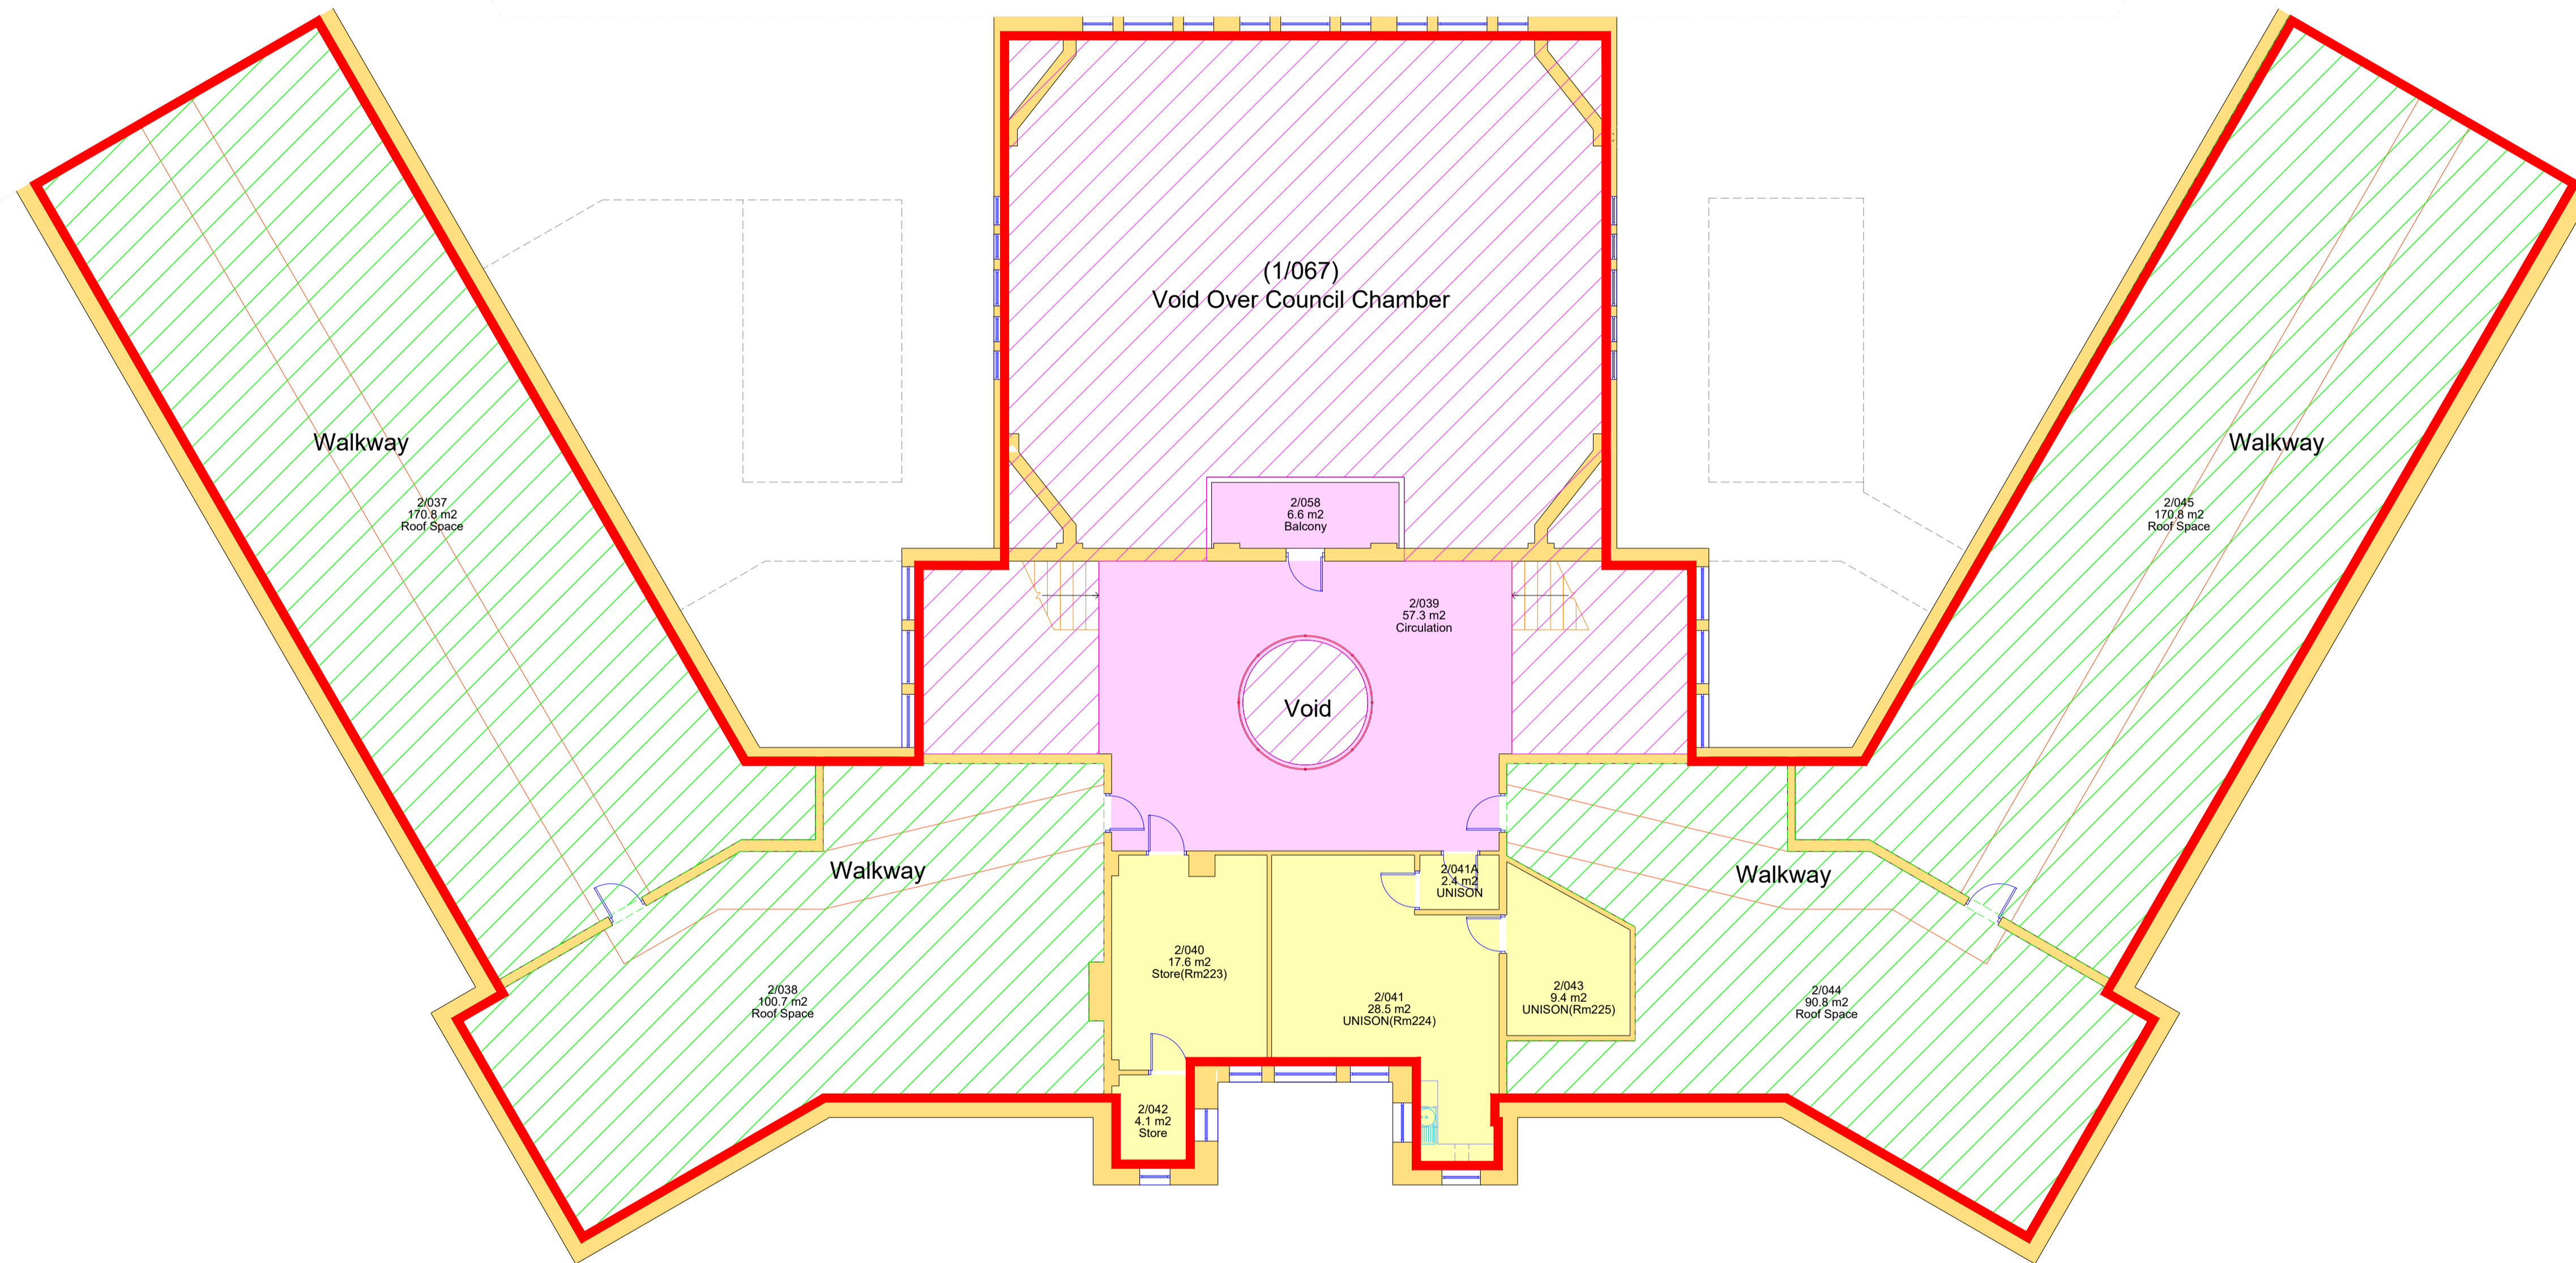 (1/067)
Void Over Council Chamber
Walkway
2/037
170.8 m2
Roof Space
Walkway
2/045
170.8 m2
Roof Space
2/058
6.6 m2
Balcony
2/039
57.3 m2
Circulation
Void
Walkway
2/038
100.7 m2
Roof Space
2/040
17.6 m2
Store(Rm223)
2/041A
2.4 m2
UNISON
2/041
28.5 m2
UNISON(Rm224)
2/043
9.4 m2
UNISON(Rm225)
Walkway
2/044
90.8 m2
Roof Space
2/042
4.1 m2
Store